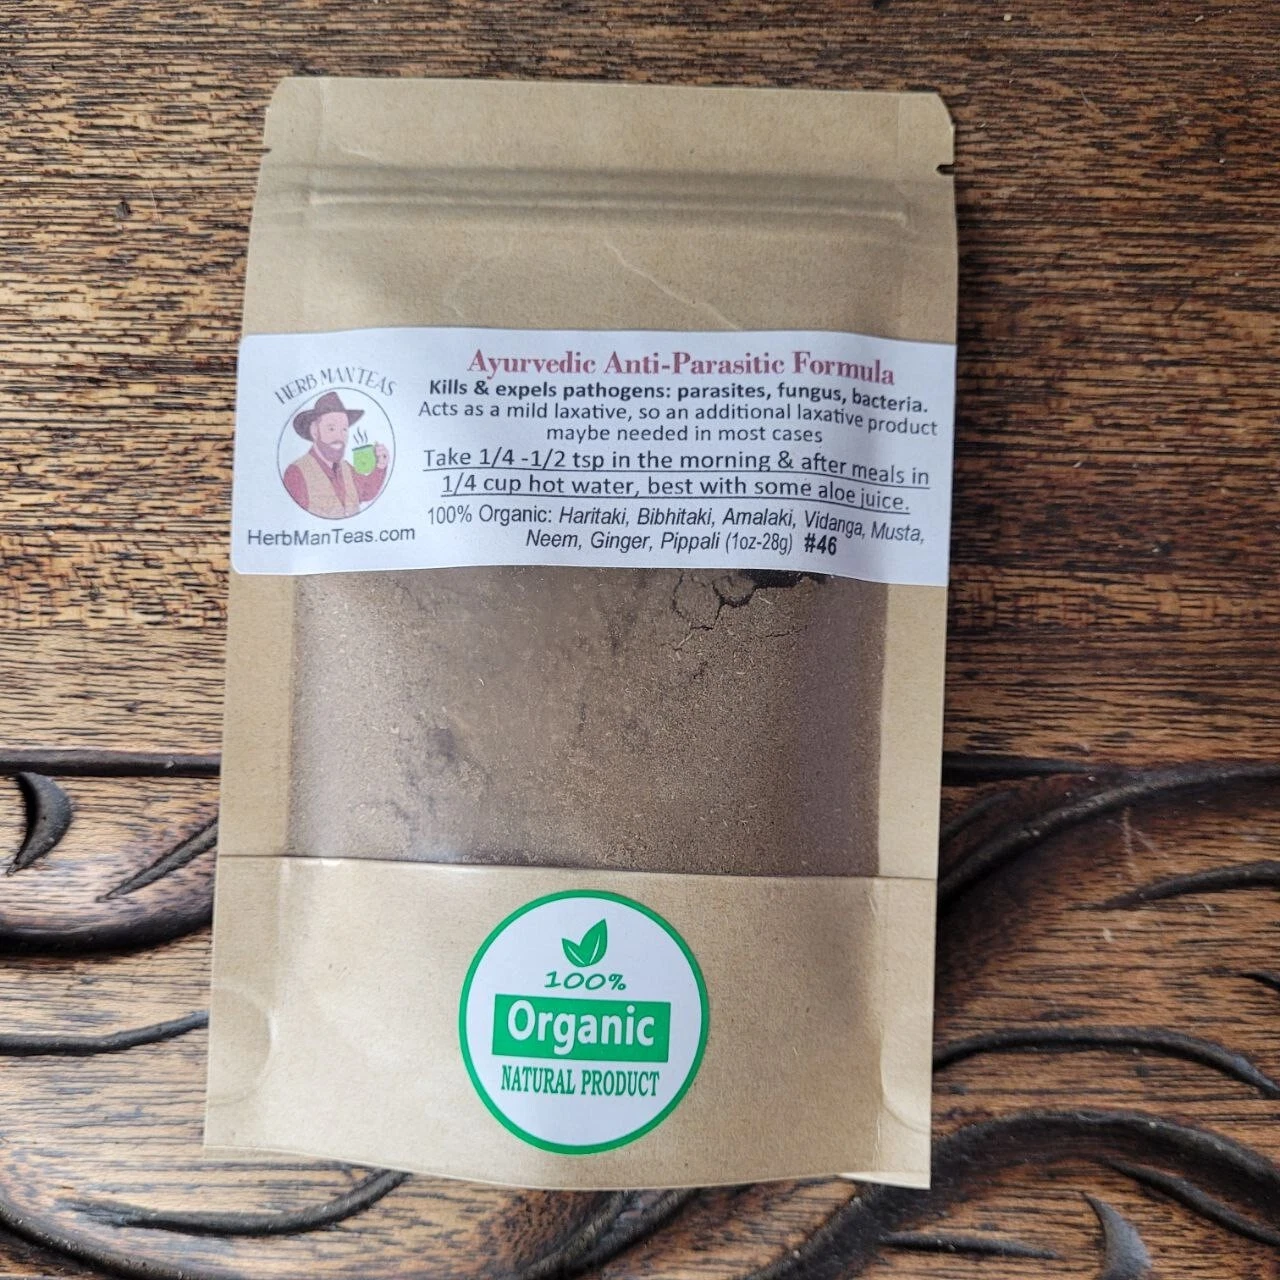 HERB MAN TEAS
HerbManTeas.com
Ayurvedic Anti-Parasitic Formula
Kills & expels pathogens: parasites, fungus, bacteria.
Acts as a mild laxative, so an additional laxative product
maybe needed in most cases
Take 1/4 -1/2 tsp in the morning & after meals in
1/4 cup hot water, best with some aloe juice.
100% Organic: Haritaki, Bibhitaki, Amalaki, Vidanga, Musta,
Neem, Ginger, Pippali (1oz-28g) #46
100%
Organic
NATURAL PRODUCT